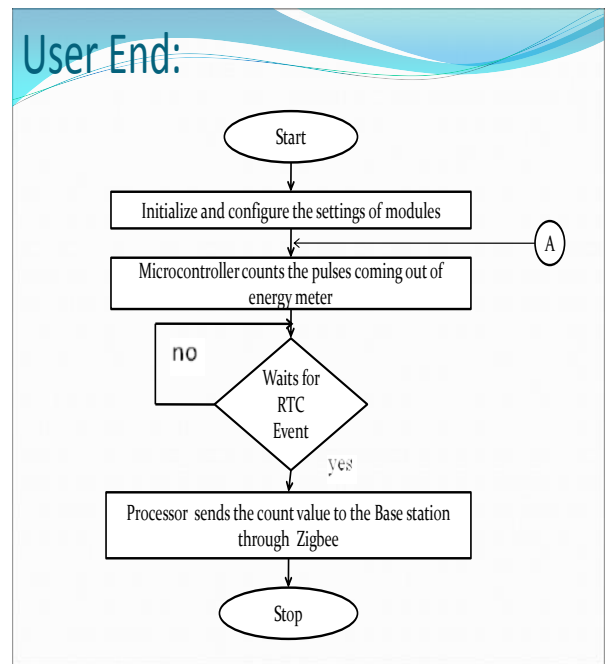 User End:
Start
Initialize and configure the settings of modules
A
Microcontroller counts the pulses coming out of
energy meter
no
Waits for
RTC
Event
yes
Processor sends the count value to the Base station
through Zigbee
Stop